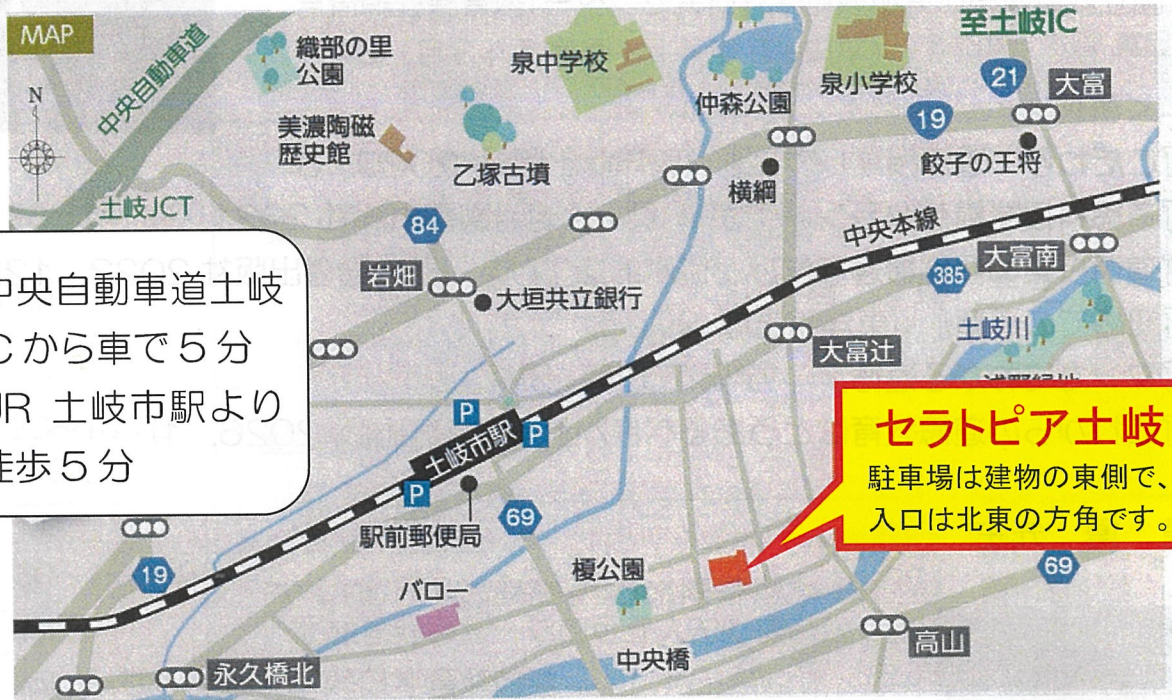 MAP
至土岐IC
織部の里
公園
泉中学校
仲森公園
泉小学校
21
大富
19
中央自動車道
N
美濃陶磁
歴史館
乙塚古墳
横綱
餃子の王将
土岐JCT
84
中央本線
大富南
385
岩畑
大垣共立銀行
土岐川
大富辻
中央自動車道土岐
Cから車で5分
JR 土岐市駅より
徒歩5分
P
土岐市駅
P
P
駅前郵便局
69
セラトピア土岐
駐車場は建物の東側で、
入口は北東の方角です。
19
バロー
榎公園
69
中央橋
高山
永久橋北